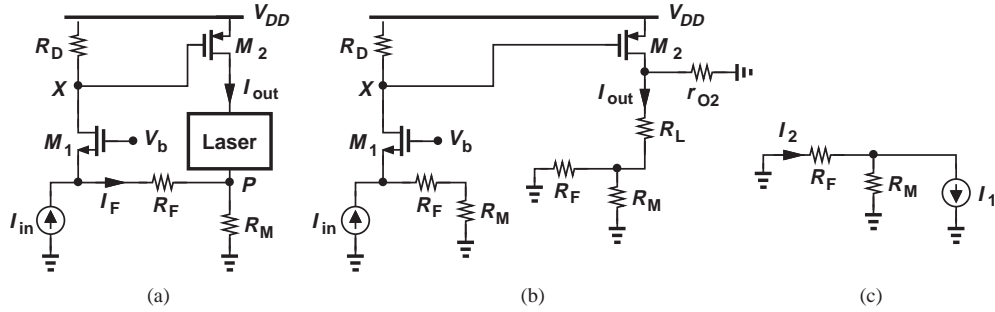 V_DD
R_D
M_2
X
I_out
M_1
V_b
Laser
I_F
R_F
P
I_in
R_M
(a)
V_DD
R_D
M_2
X
I_out
r_O2
R_L
M_1
V_b
R_F
R_M
I_in
R_F
R_M
(b)
I_2
R_F
R_M
I_1
(c)